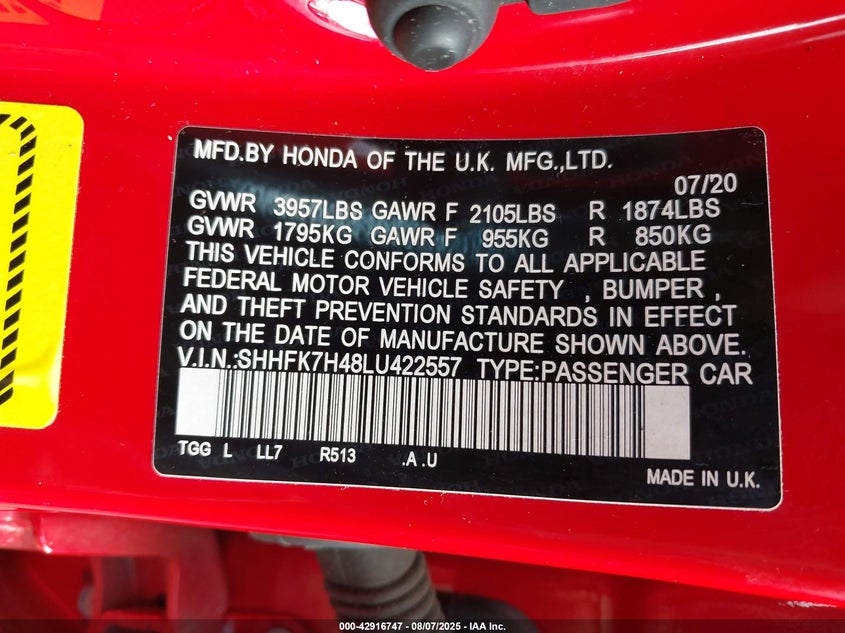 MFD.BY HONDA OF THE U.K. MFG.,LTD.
07/20
GVWR 3957LBS GAWR F 2105LBS R 1874LBS
GVWR 1795KG GAWR F 955KG R 850KG
THIS VEHICLE CONFORMS TO ALL APPLICABLE
FEDERAL MOTOR VEHICLE SAFETY , BUMPER ,
AND THEFT PREVENTION STANDARDS IN EFFECT
ON THE DATE OF MANUFACTURE SHOWN ABOVE.
V.I.N.:SHHFK7H48LU422557 TYPE:PASSENGER CAR
TGG L LL7 R513 .A .U
MADE IN U.K.
000-42916747 - 08/07/2025 - IAA Inc.